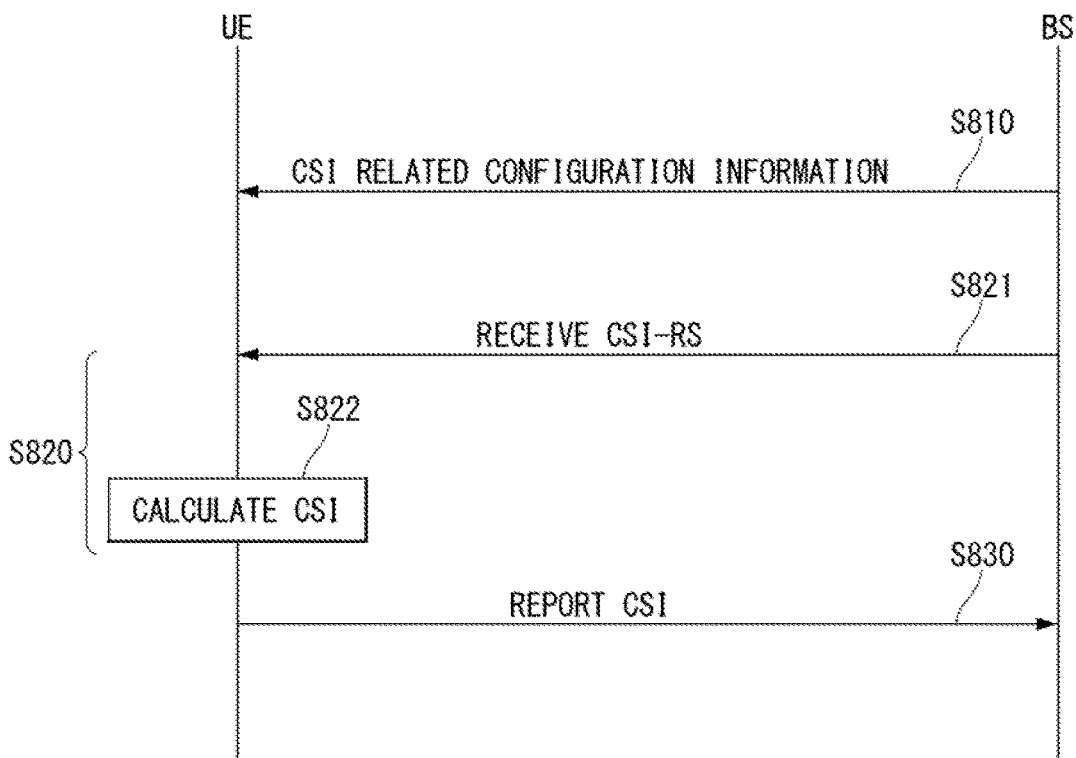 UE
BS
S810
CSI RELATED CONFIGURATION INFORMATION
S821
RECEIVE CSI-RS
S822
S820
CALCULATE CSI
S830
REPORT CSI